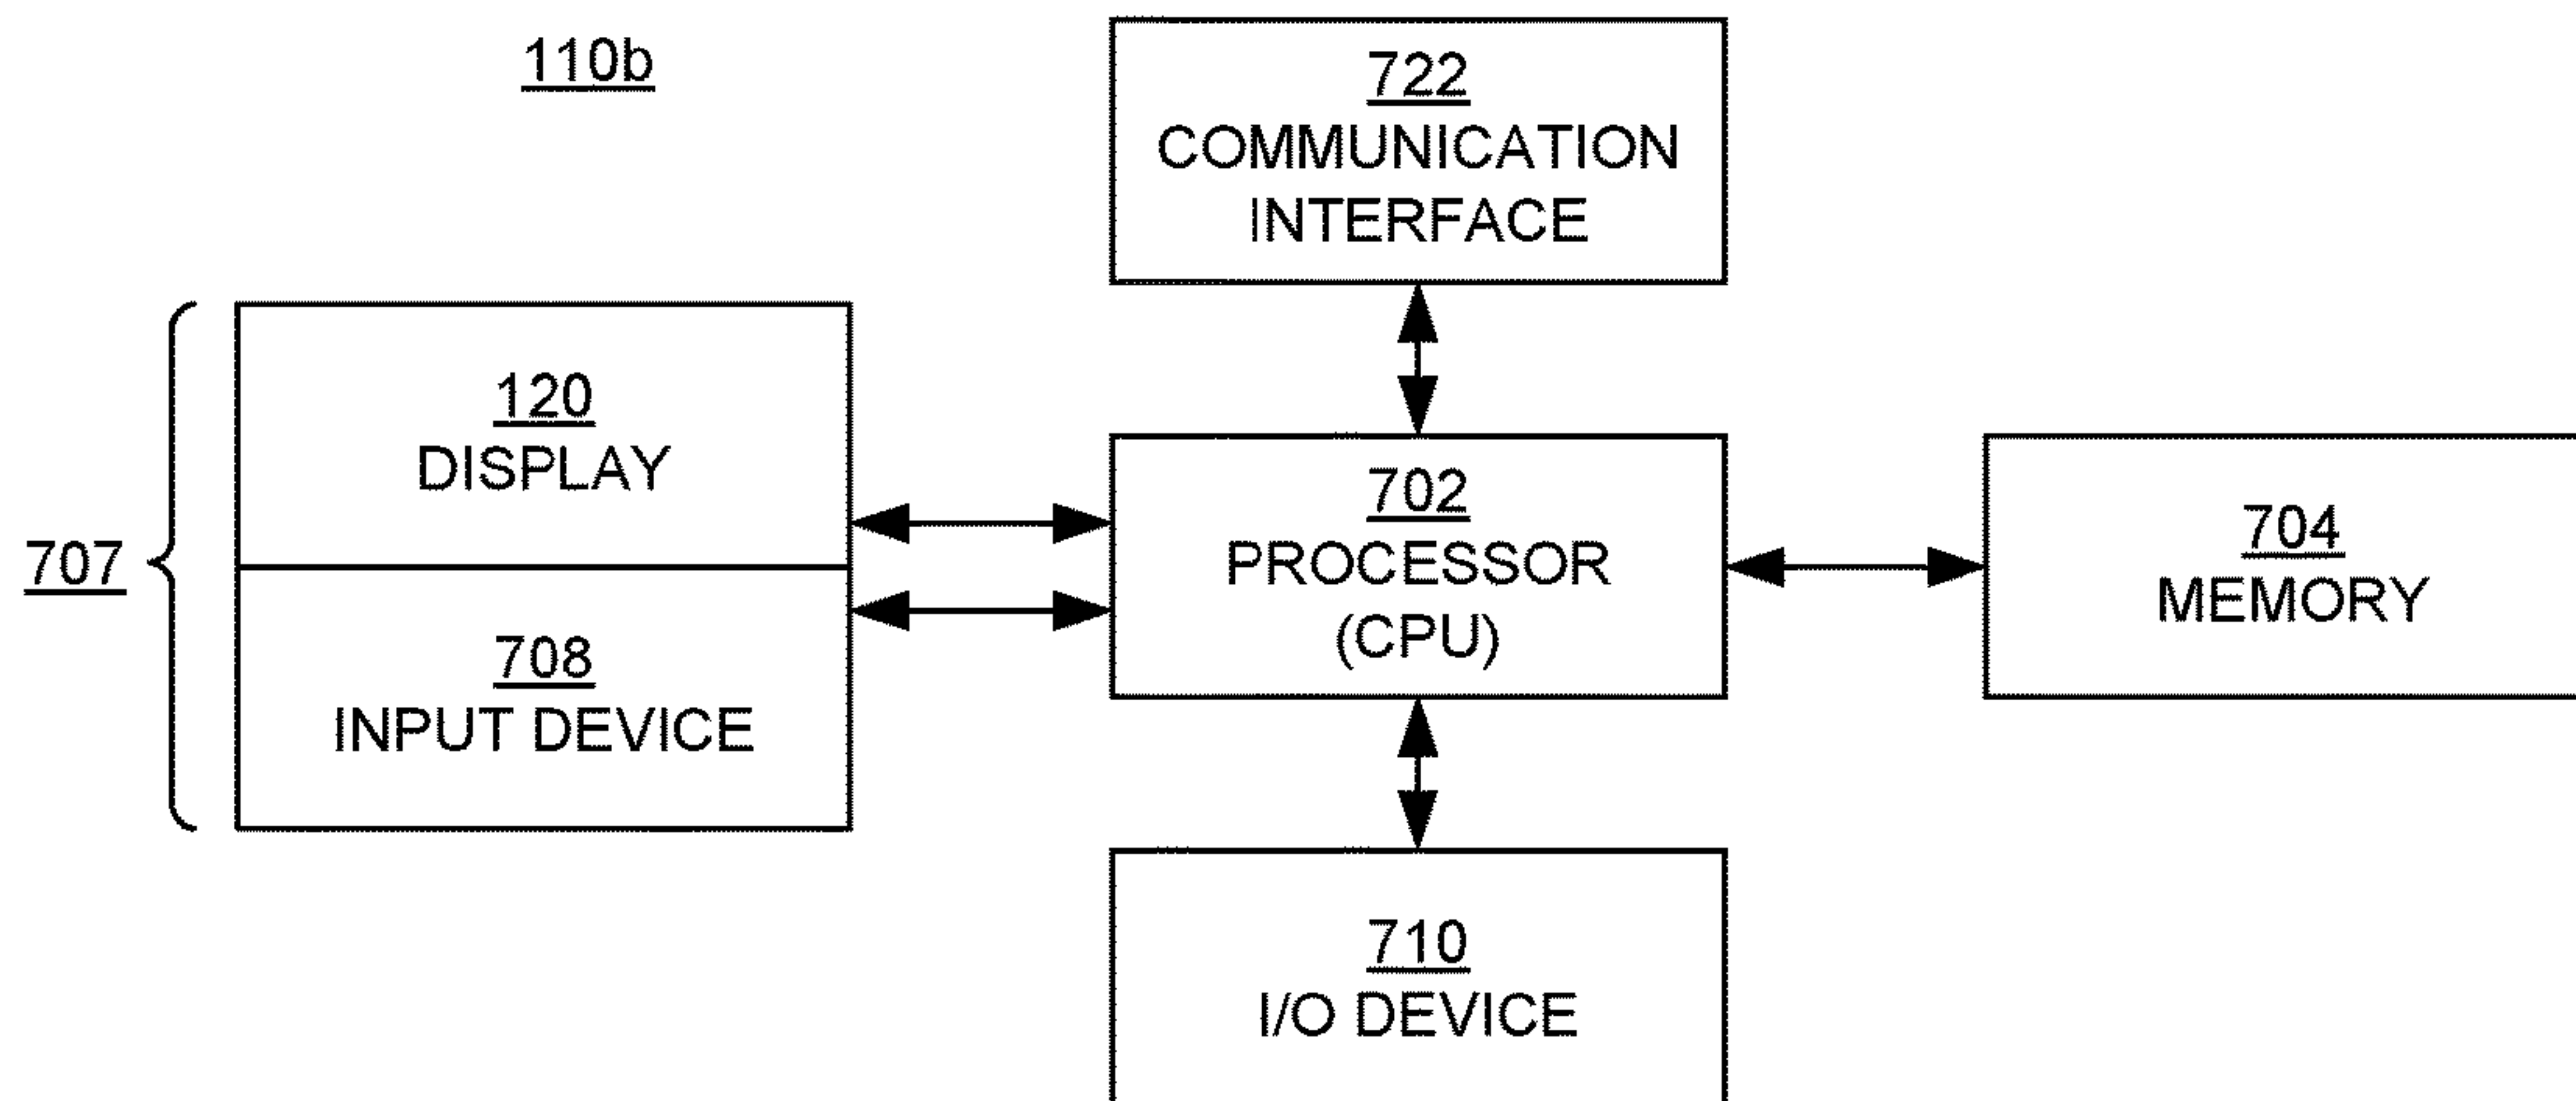 110b
722
COMMUNICATION
INTERFACE
120
DISPLAY
707
708
INPUT DEVICE
702
PROCESSOR
(CPU)
704
MEMORY
710
I/O DEVICE